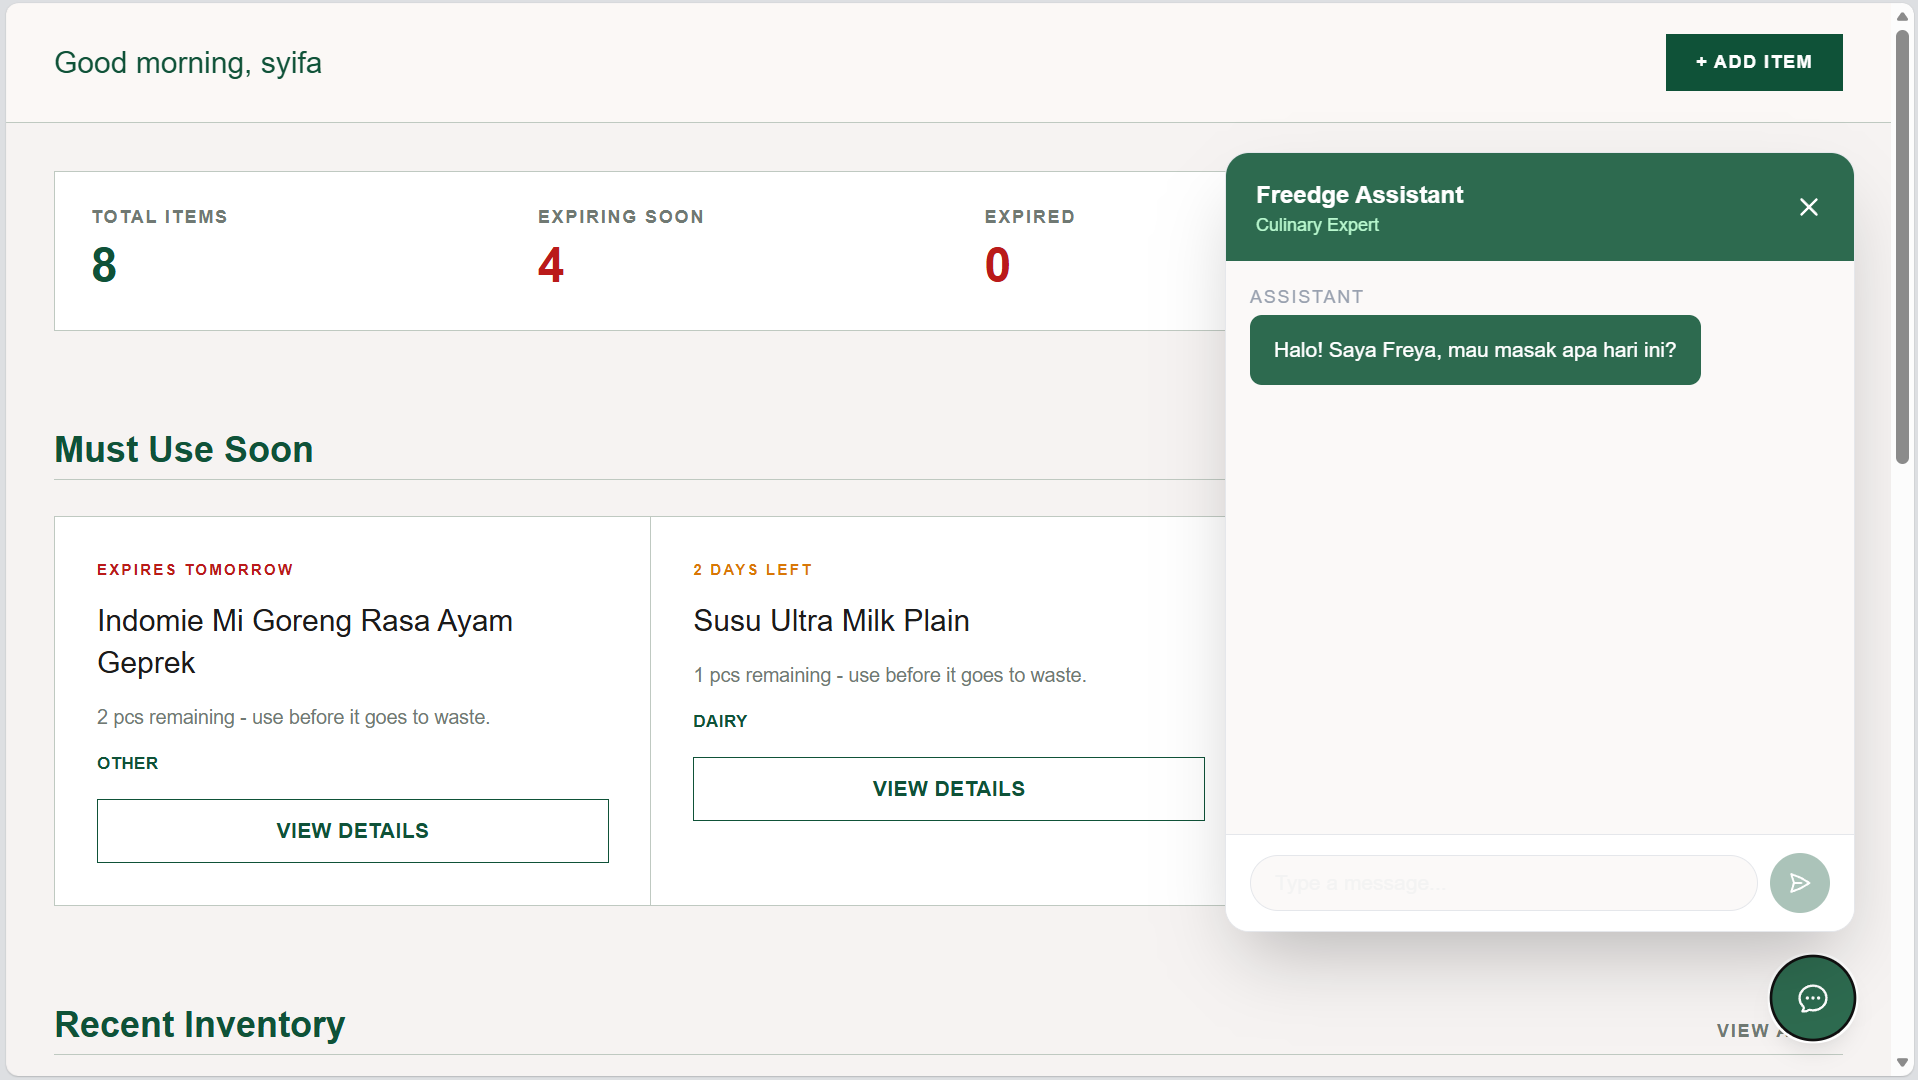 Good morning, syifa
+ ADD ITEM
TOTAL ITEMS
8
EXPIRING SOON
4
EXPIRED
0
Must Use Soon
EXPIRES TOMORROW
Indomie Mi Goreng Rasa Ayam
Geprek
2 pcs remaining - use before it goes to waste.
OTHER
VIEW DETAILS
2 DAYS LEFT
Susu Ultra Milk Plain
1 pcs remaining - use before it goes to waste.
DAIRY
VIEW DETAILS
Freedge Assistant
Culinary Expert
ASSISTANT
Halo! Saya Freya, mau masak apa hari ini?
Type a message...
Recent Inventory
VIEW